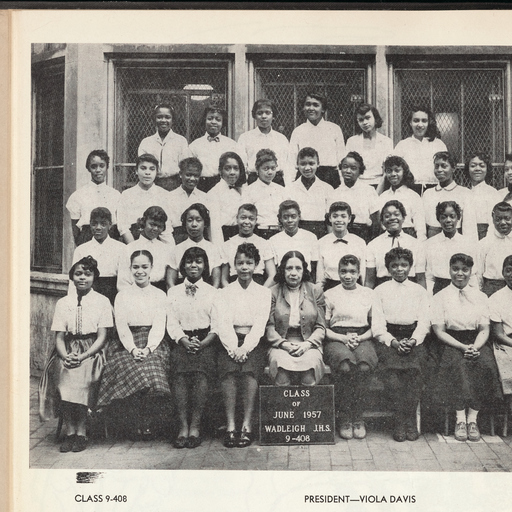 CLASS
OF
JUNE 1957
WADLEIGH J.H.S.
9-408
CLASS 9-408
PRESIDENT—VIOLA DAVIS